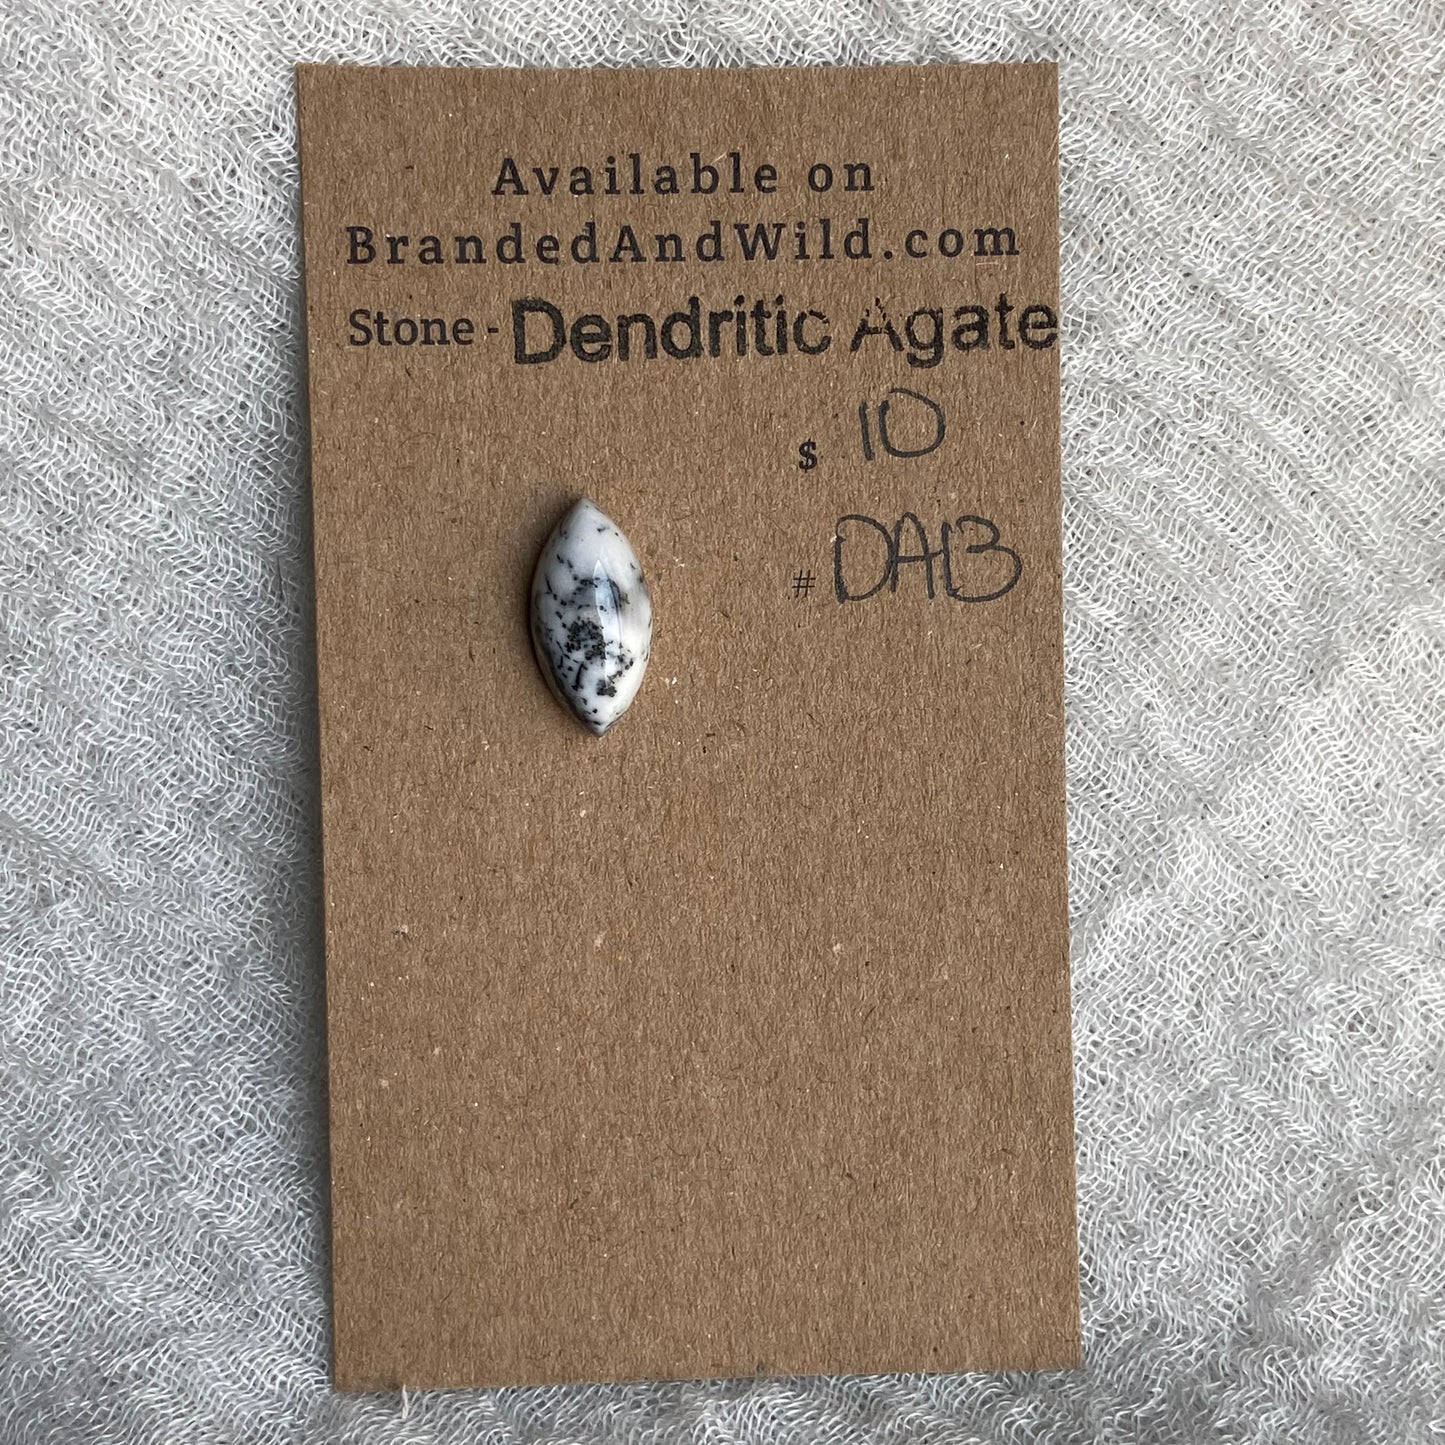 Available on
BrandedAndWild.com
Stone - Dendritic Agate
$ 10
# DA13